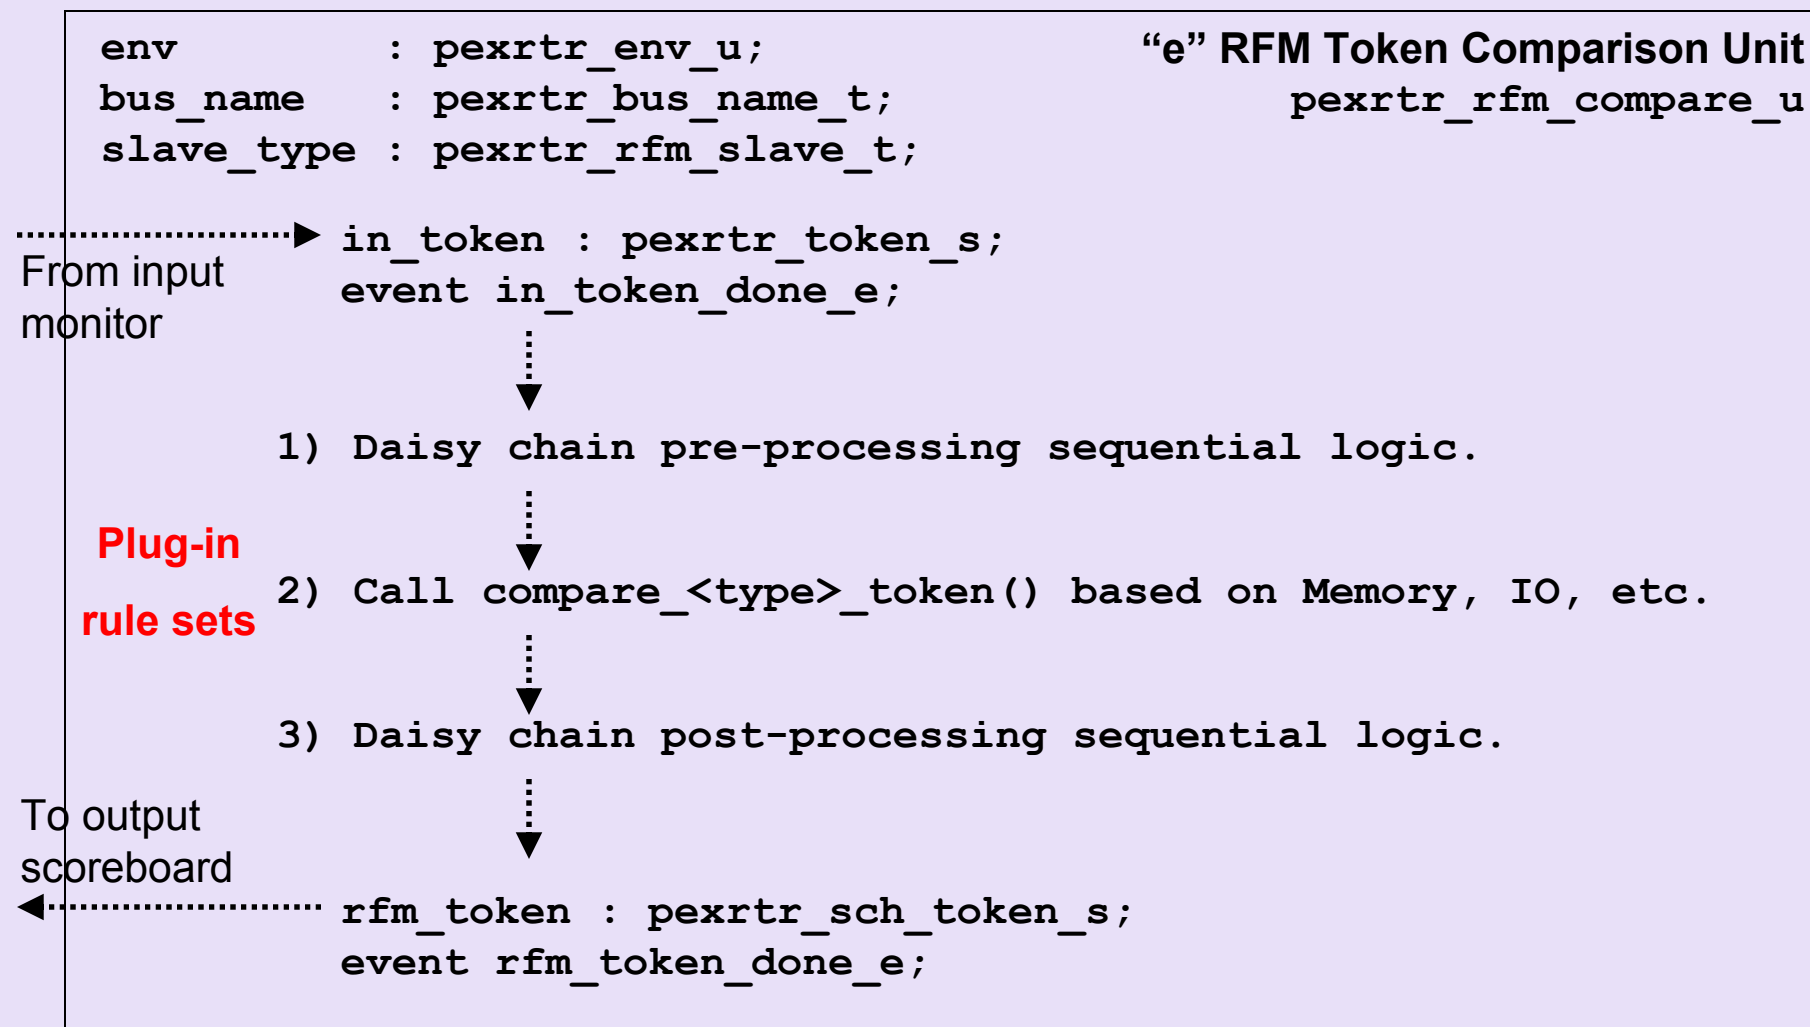 env        : pexrtr_env_u;
“e” RFM Token Comparison Unit
bus_name   : pexrtr_bus_name_t;
pexrtr_rfm_compare_u
slave_type : pexrtr_rfm_slave_t;
in_token : pexrtr_token_s;
From input
event in_token_done_e;
monitor
1) Daisy chain pre-processing sequential logic.
Plug-in
2) Call compare_<type>_token() based on Memory, IO, etc.
rule sets
3) Daisy chain post-processing sequential logic.
To output
scoreboard
rfm_token : pexrtr_sch_token_s;
event rfm_token_done_e;